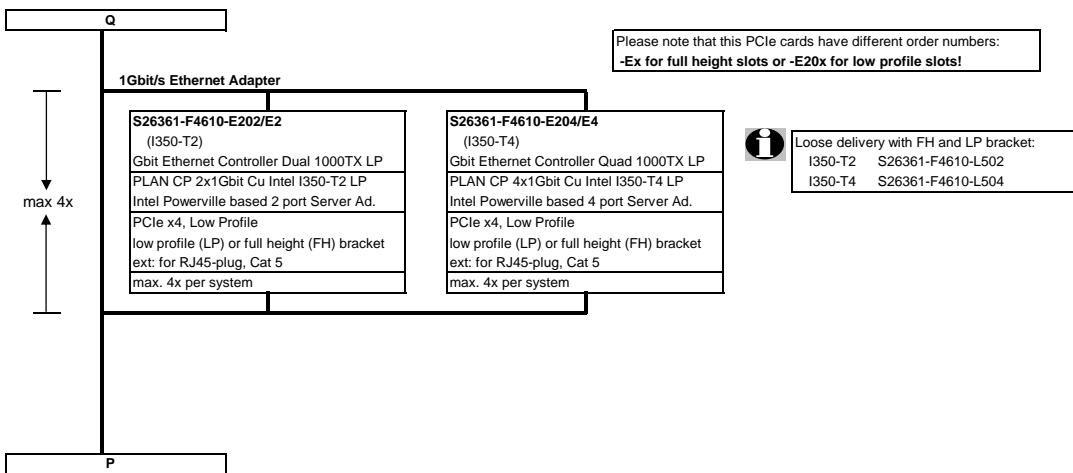 Q
Please note that this PCIe cards have different order numbers:
-Ex for full height slots or -E20x for low profile slots!
1Gbit/s Ethernet Adapter
max 4x
S26361-F4610-E202/E2
(I350-T2)
Gbit Ethernet Controller Dual 1000TX LP
PLAN CP 2x1Gbit Cu Intel I350-T2 LP
Intel Powerville based 2 port Server Ad.
PCIe x4, Low Profile
low profile (LP) or full height (FH) bracket
ext: for RJ45-plug, Cat 5
max. 4x per system
S26361-F4610-E204/E4
(I350-T4)
Gbit Ethernet Controller Quad 1000TX LP
PLAN CP 4x1Gbit Cu Intel I350-T4 LP
Intel Powerville based 4 port Server Ad.
PCIe x4, Low Profile
low profile (LP) or full height (FH) bracket
ext: for RJ45-plug, Cat 5
max. 4x per system
Loose delivery with FH and LP bracket:
I350-T2 S26361-F4610-L502
I350-T4 S26361-F4610-L504
P